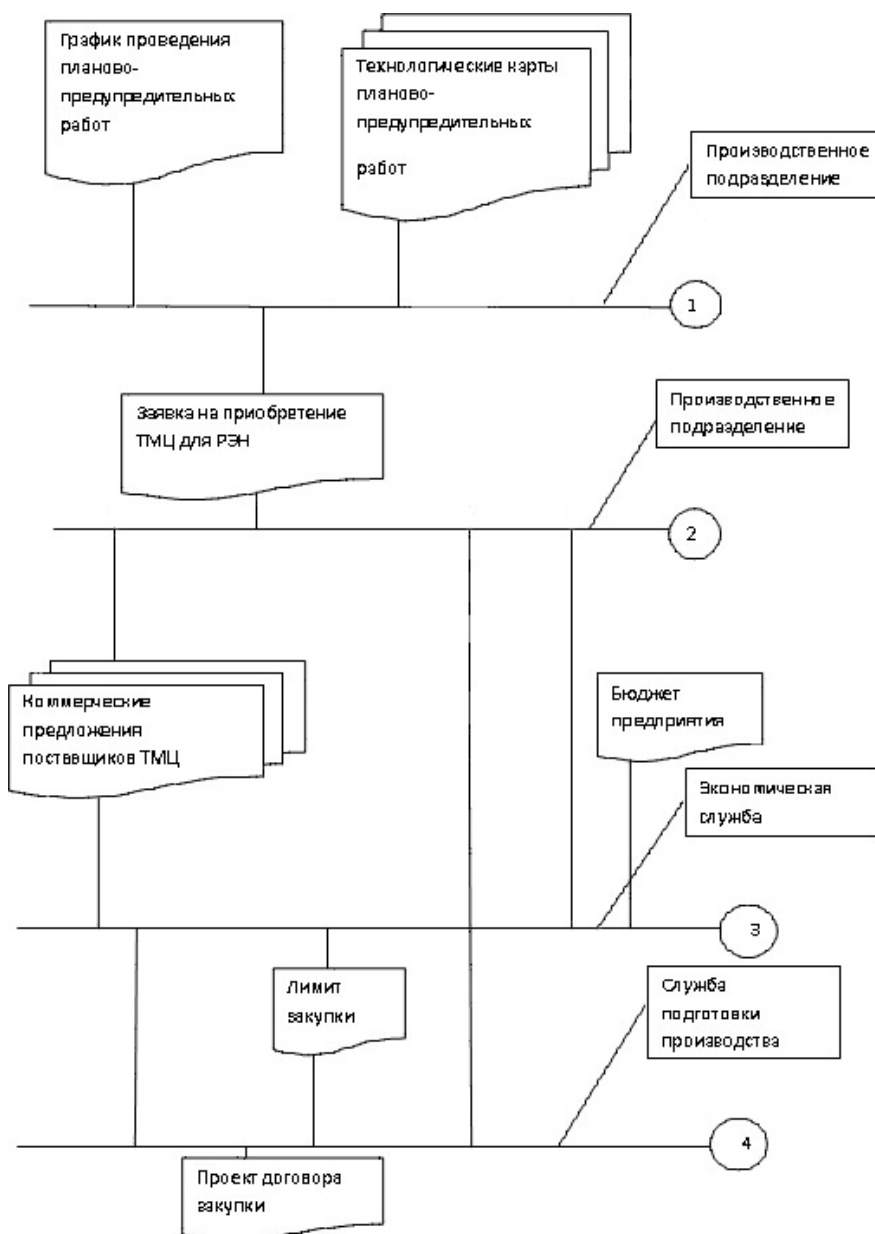 График проведения
планово-
предупредительных
работ
Технологические карты
планово-
предупредительных
работ
Производственное
подразделение
1
Заявка на приобретение
ТМЦ для РЭН
Производственное
подразделение
2
Коммерческие
предложения
поставщиков ТМЦ
Бюджет
предприятия
Экономическая
служба
3
Лимит
закупки
Служба
подготовки
производства
4
Проект договора
закупки